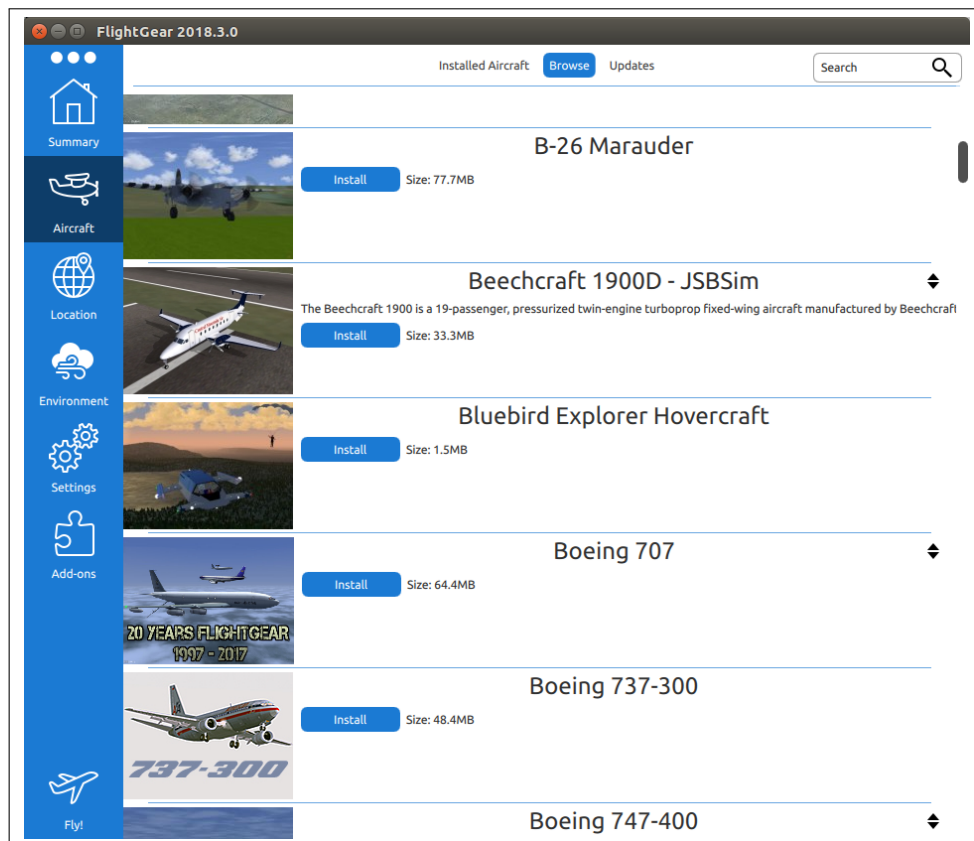 FlightGear 2018.3.0
Installed Aircraft Browse Updates
Search
Summary
Aircraft
Location
Environment
Settings
Add-ons
Fly!
B-26 Marauder
Install Size: 77.7MB
Beechcraft 1900D - JSBSim
The Beechcraft 1900 is a 19-passenger, pressurized twin-engine turboprop fixed-wing aircraft manufactured by Beechcraft
Install Size: 33.3MB
Bluebird Explorer Hovercraft
Install Size: 1.5MB
Boeing 707
Install Size: 64.4MB
20 YEARS FLIGHTGEAR
1997 - 2017
Boeing 737-300
Install Size: 48.4MB
737-300
Boeing 747-400